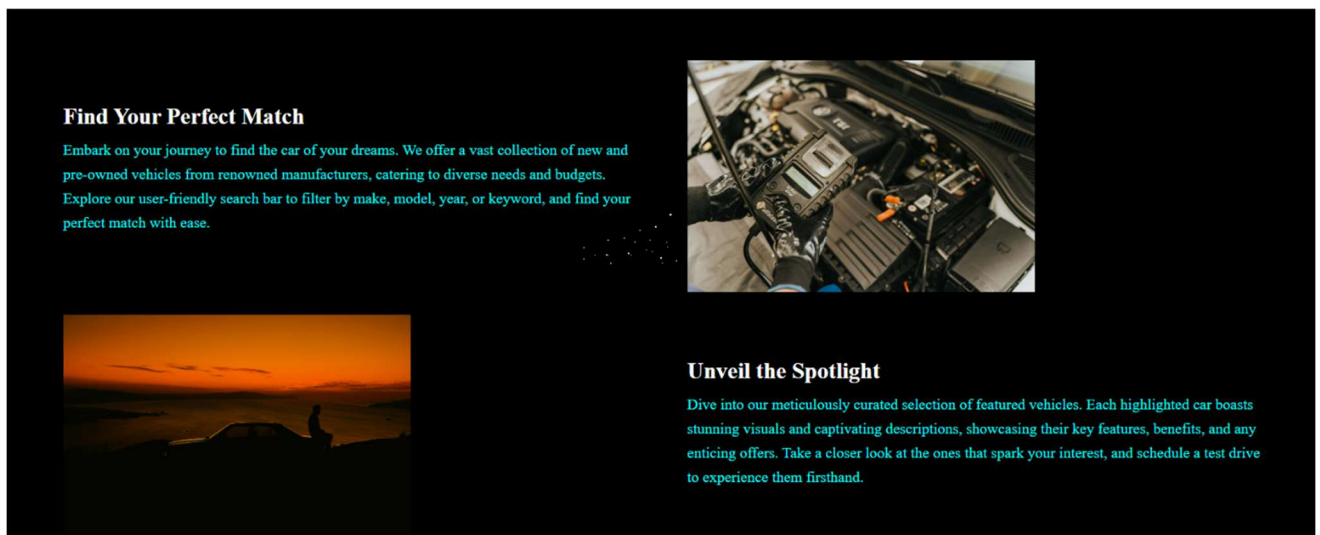 Find Your Perfect Match
Embark on your journey to find the car of your dreams. We offer a vast collection of new and
pre-owned vehicles from renowned manufacturers, catering to diverse needs and budgets.
Explore our user-friendly search bar to filter by make, model, year, or keyword, and find your
perfect match with ease.
Unveil the Spotlight
Dive into our meticulously curated selection of featured vehicles. Each highlighted car boasts
stunning visuals and captivating descriptions, showcasing their key features, benefits, and any
enticing offers. Take a closer look at the ones that spark your interest, and schedule a test drive
to experience them firsthand.